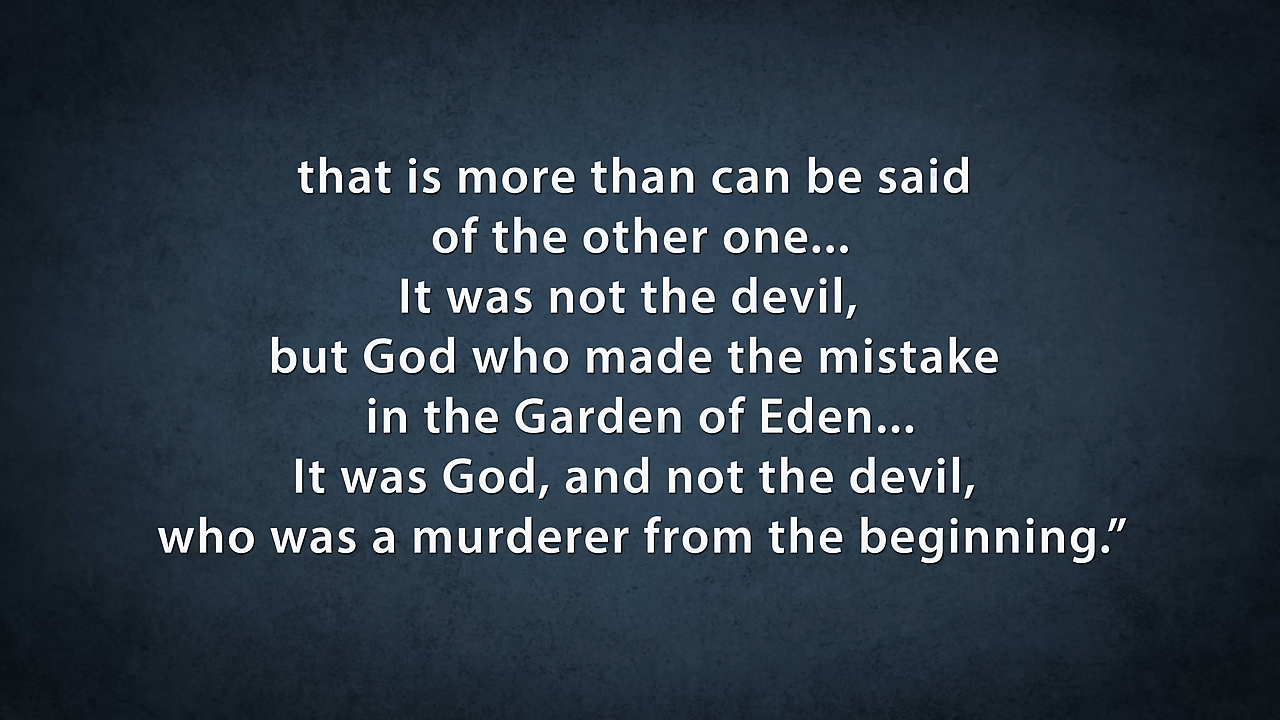 that is more than can be said
of the other one...
It was not the devil,
but God who made the mistake
in the Garden of Eden...
It was God, and not the devil,
who was a murderer from the beginning.”